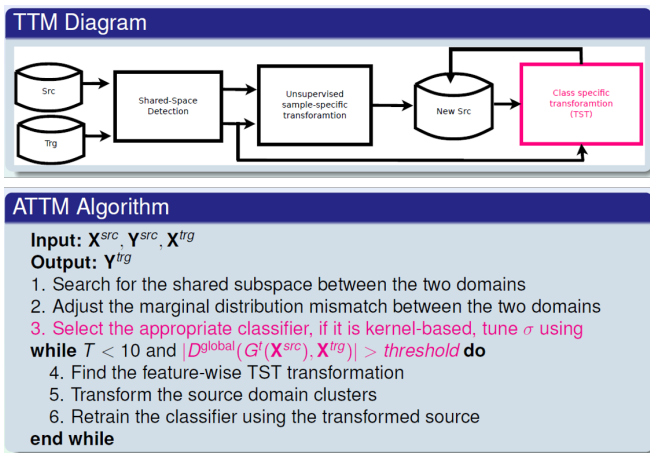 TTM Diagram
Src
Trg
Shared-Space
Detection
Unsupervised
sample-specific
transforamtion
New Src
Class specific
transforamtion
(TST)
ATTM Algorithm
Input: X^src, Y^src, X^trg
Output: Y^trg
1. Search for the shared subspace between the two domains
2. Adjust the marginal distribution mismatch between the two domains
3. Select the appropriate classifier, if it is kernel-based, tune σ using
while T < 10 and |D^global(G^t(X^src), X^trg)| > threshold do
4. Find the feature-wise TST transformation
5. Transform the source domain clusters
6. Retrain the classifier using the transformed source
end while